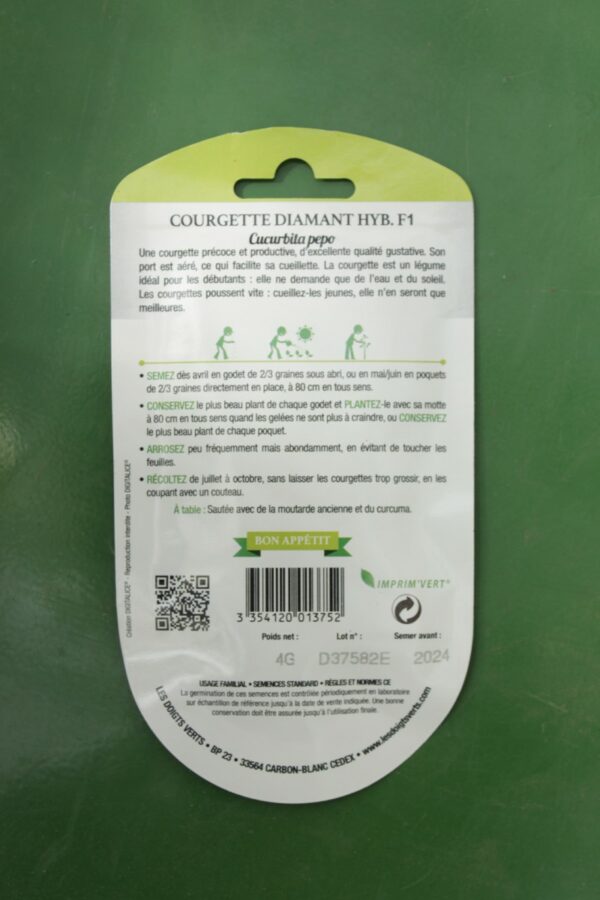 COURGETTE DIAMANT HYB. F1
Cucurbita pepo
Une courgette précoce et productive, d'excellente qualité gustative. Son
port est aéré, ce qui facilite sa cueillette. La courgette est un légume
idéal pour les débutants : elle ne demande que de l'eau et du soleil.
Les courgettes poussent vite : cueillez-les jeunes, elle n'en seront que
meilleures.
• SEMEZ dès avril en godet de 2/3 graines sous abri, ou en mai/juin en poquets
de 2/3 graines directement en place, à 80 cm en tous sens.
• CONSERVEZ le plus beau plant de chaque godet et PLANTEZ-le avec sa motte
à 80 cm en tous sens quand les gelées ne sont plus à craindre, ou CONSERVEZ
le plus beau plant de chaque poquet.
• ARROSEZ peu fréquemment mais abondamment, en évitant de toucher les
feuilles.
• RÉCOLTEZ de juillet à octobre, sans laisser les courgettes trop grossir, en les
coupant avec un couteau.
À table : Sautée avec de la moutarde ancienne et du curcuma.
BON APPÉTIT
Création DIGITALICE® - Reproduction interdite - Photo DIGITALICE®
IMPRIM'VERT®
3 354120 013752
Poids net : Lot n° : Semer avant :
4G D37582E 2024
USAGE FAMILIAL • SEMENCES STANDARD • RÈGLES ET NORMES CE
La germination de ces semences est contrôlée périodiquement en laboratoire
sur échantillon de référence jusqu'à la date de vente indiquée. Une bonne
conservation doit être assurée jusqu'à l'utilisation finale.
LES DOIGTS VERTS • BP 23 • 33564 CARBON-BLANC CEDEX • www.lesdoigtsverts.com